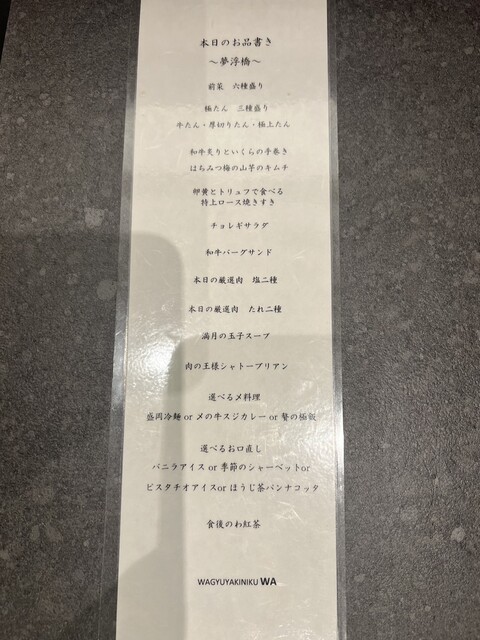 本日のお品書き
～夢浮橋～
前菜 六種盛り
極たん 三種盛り
牛たん・厚切りたん・極上たん
和牛炙りといくらの手巻き
はちみつ梅の山芋のキムチ
卵黄とトリュフで食べる
特上ロース焼きすき
チョレギサラダ
和牛バーグサンド
本日の厳選肉 塩二種
本日の厳選肉 たれ二種
満月の玉子スープ
肉の王様シャトーブリアン
選べる〆料理
盛岡冷麺 or 〆の牛スジカレー or 贅の極飯
選べるお口直し
バニラアイス or 季節のシャーベットor
ピスタチオアイスor ほうじ茶パンナコッタ
食後のわ紅茶
WAGYUYAKINIKU WA